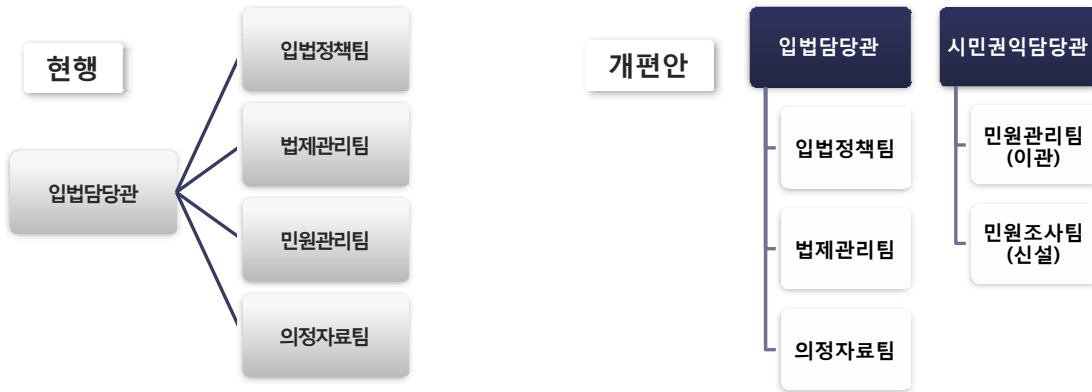 현행
입법담당관
입법정책팀
법제관리팀
민원관리팀
의정자료팀
개편안
입법담당관
입법정책팀
법제관리팀
의정자료팀
시민권익담당관
민원관리팀
(이관)
민원조사팀
(신설)